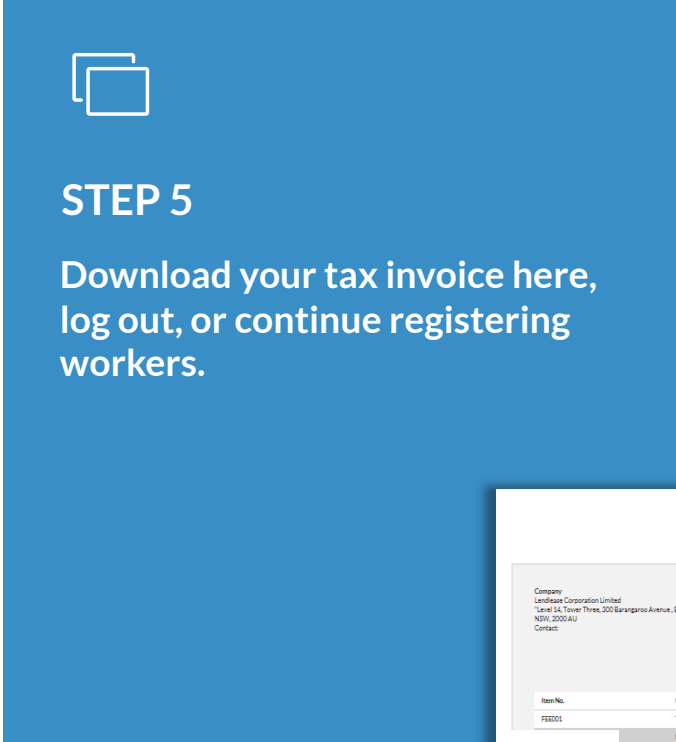 STEP 5
Download your tax invoice here,
log out, or continue registering
workers.
Company
Lendlease Corporation Limited
"Level 14, Tower Three, 300 Barangaroo Avenue ,
NSW, 2000 AU
Contact:
Item No.
FEE001